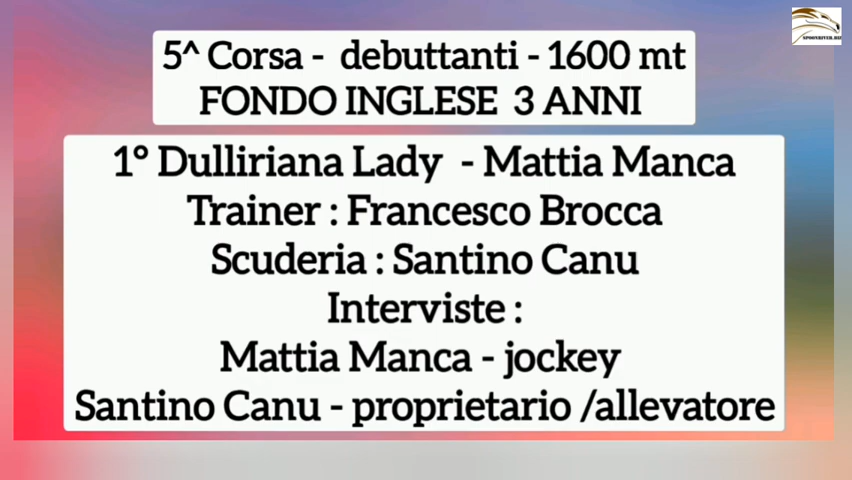 5^ Corsa - debuttanti - 1600 mt
FONDO INGLESE 3 ANNI
1° Dulliriana Lady - Mattia Manca
Trainer : Francesco Brocca
Scuderia : Santino Canu
Interviste :
Mattia Manca - jockey
Santino Canu - proprietario /allevatore